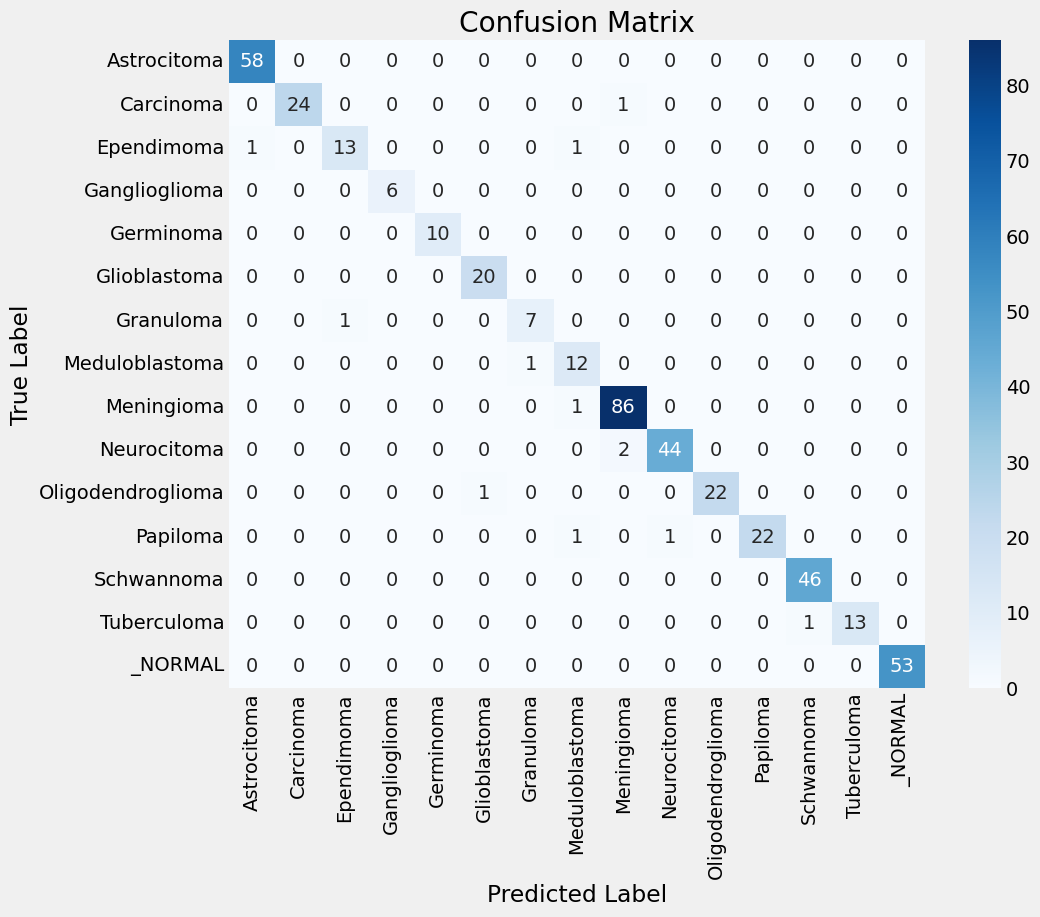 Confusion Matrix
True Label
Astrocitoma 58 0 0 0 0 0 0 0 0 0 0 0 0 0 0
Carcinoma 0 24 0 0 0 0 0 0 1 0 0 0 0 0 0
Ependimoma 1 0 13 0 0 0 0 1 0 0 0 0 0 0 0
Ganglioglioma 0 0 0 6 0 0 0 0 0 0 0 0 0 0 0
Germinoma 0 0 0 0 10 0 0 0 0 0 0 0 0 0 0
Glioblastoma 0 0 0 0 0 20 0 0 0 0 0 0 0 0 0
Granuloma 0 0 1 0 0 0 7 0 0 0 0 0 0 0 0
Meduloblastoma 0 0 0 0 0 0 1 12 0 0 0 0 0 0 0
Meningioma 0 0 0 0 0 0 0 1 86 0 0 0 0 0 0
Neurocitoma 0 0 0 0 0 0 0 0 2 44 0 0 0 0 0
Oligodendroglioma 0 0 0 0 0 1 0 0 0 0 22 0 0 0 0
Papiloma 0 0 0 0 0 0 0 1 0 1 0 22 0 0 0
Schwannoma 0 0 0 0 0 0 0 0 0 0 0 0 46 0 0
Tuberculoma 0 0 0 0 0 0 0 0 0 0 0 0 1 13 0
_NORMAL 0 0 0 0 0 0 0 0 0 0 0 0 0 0 53
Astrocitoma
Carcinoma
Ependimoma
Ganglioglioma
Germinoma
Glioblastoma
Granuloma
Meduloblastoma
Meningioma
Neurocitoma
Oligodendroglioma
Papiloma
Schwannoma
Tuberculoma
_NORMAL
Predicted Label
80
70
60
50
40
30
20
10
0